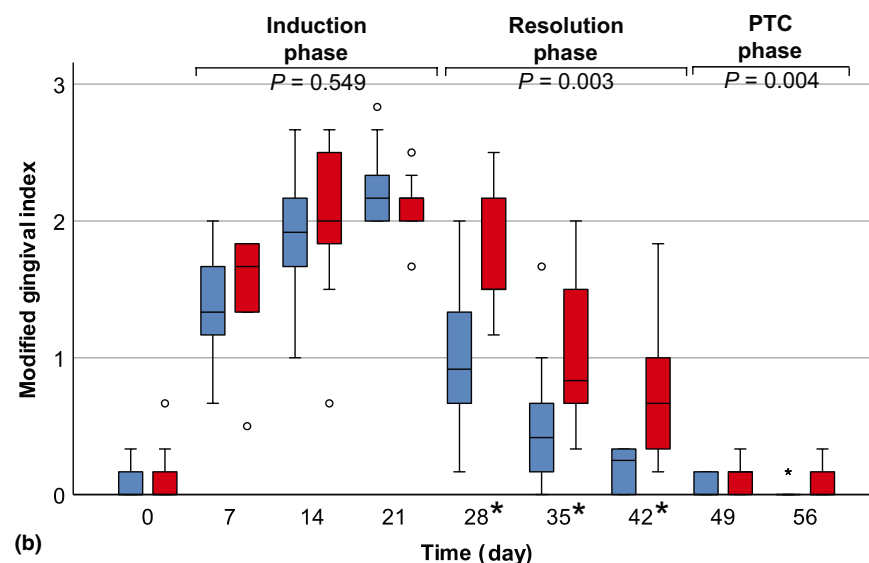 Induction phase
Resolution phase
PTC phase
P = 0.549
P = 0.003
P = 0.004
3
2
1
0
Modified gingival index
*
0 7 14 21 28* 35* 42* 49 56
(b)
Time (day)